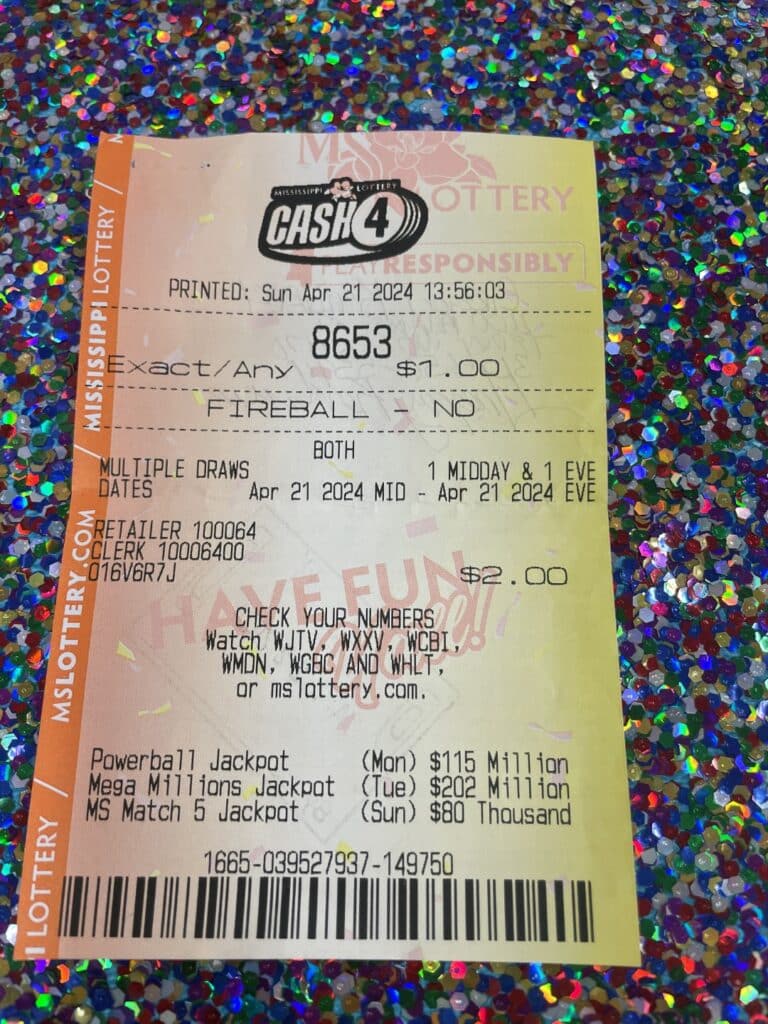 MS LOTTERY
MISSISSIPPI LOTTERY
CASH 4
PLAY RESPONSIBLY
PRINTED: Sun Apr 21 2024 13:56:03
8653
Exact/Any $1.00
FIREBALL - NO
BOTH
MULTIPLE DRAWS 1 MIDDAY & 1 EVE
DATES Apr 21 2024 MID - Apr 21 2024 EVE
RETAILER 100064
CLERK 10006400
016V6R7J $2.00
HAVE FUN
Y'all!
CHECK YOUR NUMBERS
Watch WJTV, WXXV, WCBI,
WMDN, WGBC AND WHLT,
or mslottery.com.
Powerball Jackpot (Mon) $115 Million
Mega Millions Jackpot (Tue) $202 Million
MS Match 5 Jackpot (Sun) $80 Thousand
1665-039527937-149750
I LOTTERY / MSLOTTERY.COM / MISSISSIPPI LOTTERY /